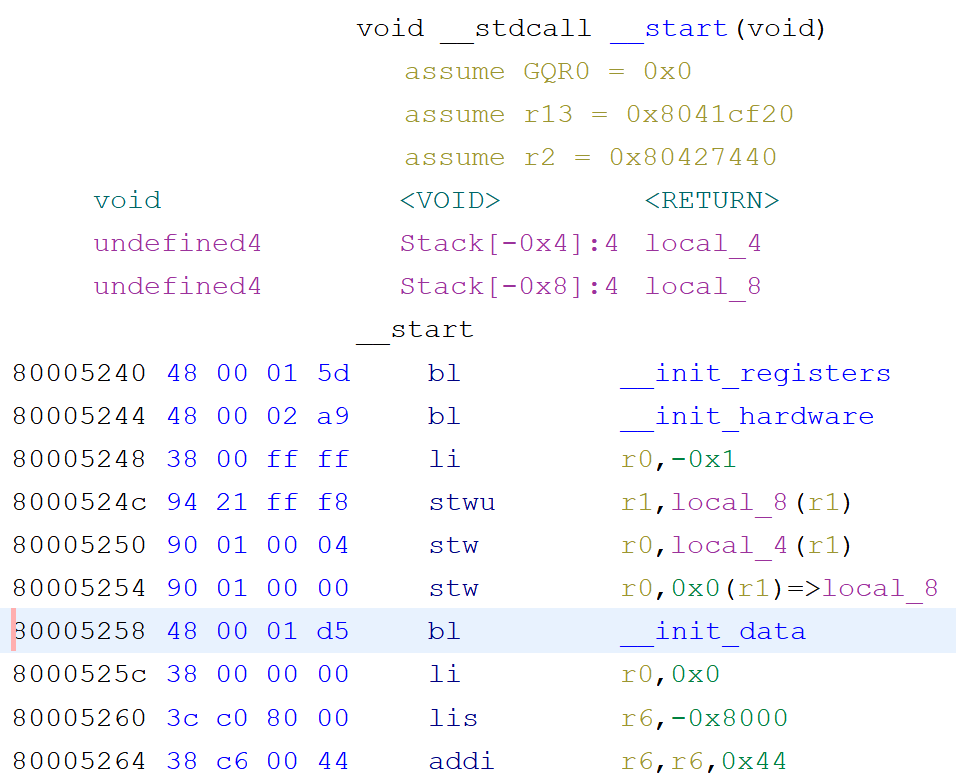 void __stdcall __start(void)
assume GQR0 = 0x0
assume r13 = 0x8041cf20
assume r2 = 0x80427440
void <VOID> <RETURN>
undefined4 Stack[-0x4]:4 local_4
undefined4 Stack[-0x8]:4 local_8
__start
80005240 48 00 01 5d bl __init_registers
80005244 48 00 02 a9 bl __init_hardware
80005248 38 00 ff ff li r0,-0x1
8000524c 94 21 ff f8 stwu r1,local_8(r1)
80005250 90 01 00 04 stw r0,local_4(r1)
80005254 90 01 00 00 stw r0,0x0(r1)=>local_8
80005258 48 00 01 d5 bl __init_data
8000525c 38 00 00 00 li r0,0x0
80005260 3c c0 80 00 lis r6,-0x8000
80005264 38 c6 00 44 addi r6,r6,0x44